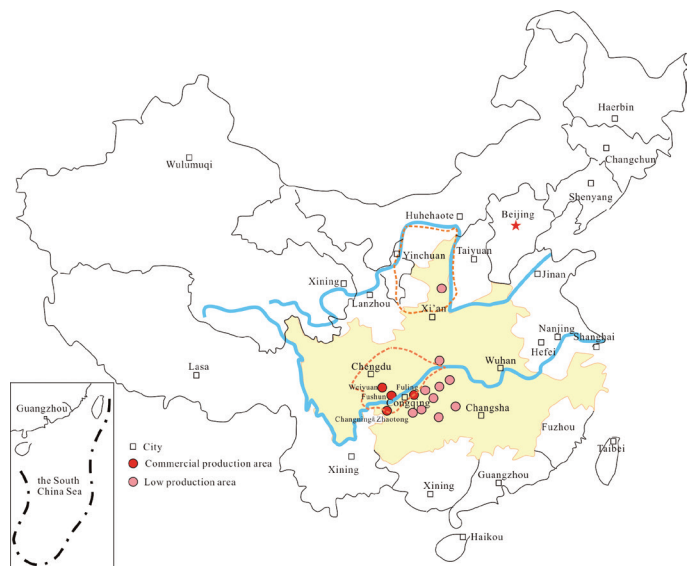 Haerbin
Changchun
Wulumuqi
Shenyang
Huhehaote
Beijing
Yinchuan
Taiyuan
Jinan
Xining
Lanzhou
Xi'an
Nanjing
Shanghai
Hefei
Lasa
Chengdu
Wuhan
Weiyuan
Fuling
Fushun
Congqing
Changning&Zhaotong
Changsha
Guangzhou
Fuzhou
Taibei
City
Xining
Commercial production area
the South
China Sea
Low production area
Xining
Guangzhou
Haikou